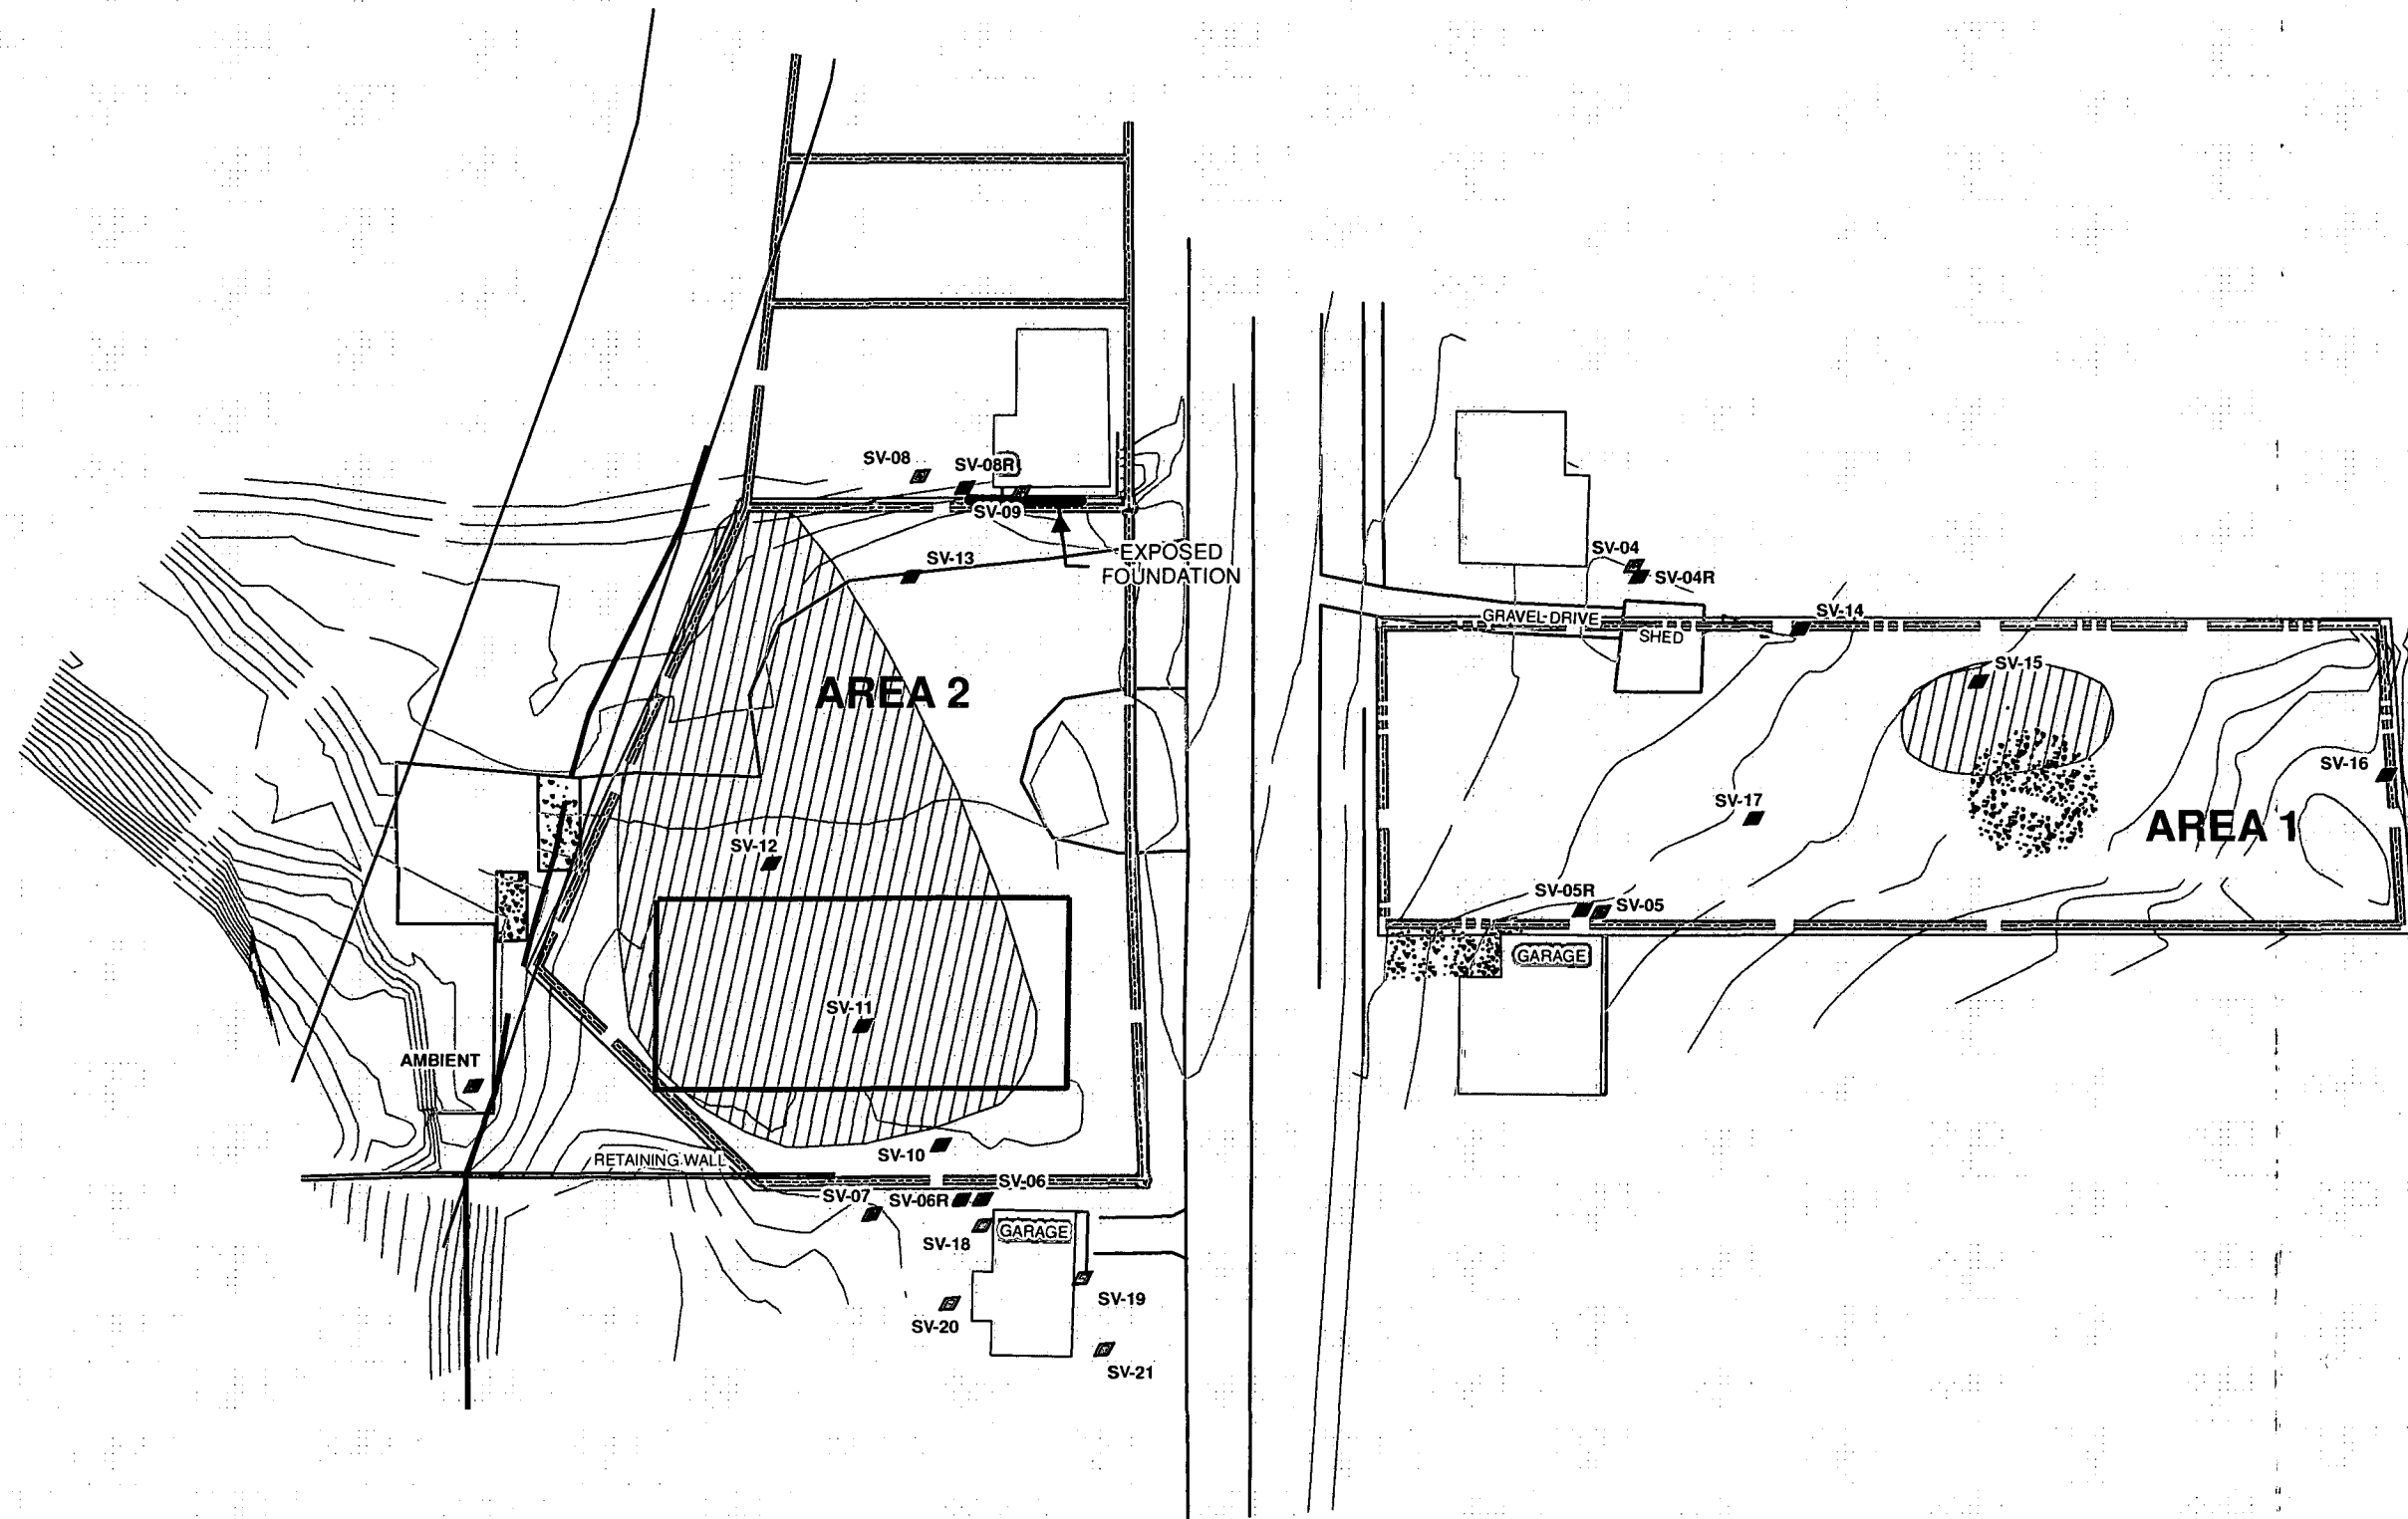 SV-08
SV-08R
SV-09
EXPOSED
FOUNDATION
SV-13
SV-04
SV-04R
GRAVEL DRIVE
SHED
SV-14
SV-15
AREA 2
SV-16
SV-17
AREA 1
SV-12
SV-05R
SV-05
GARAGE
SV-11
AMBIENT
SV-10
RETAINING WALL
SV-06
SV-07
SV-06R
GARAGE
SV-18
SV-19
SV-20
SV-21